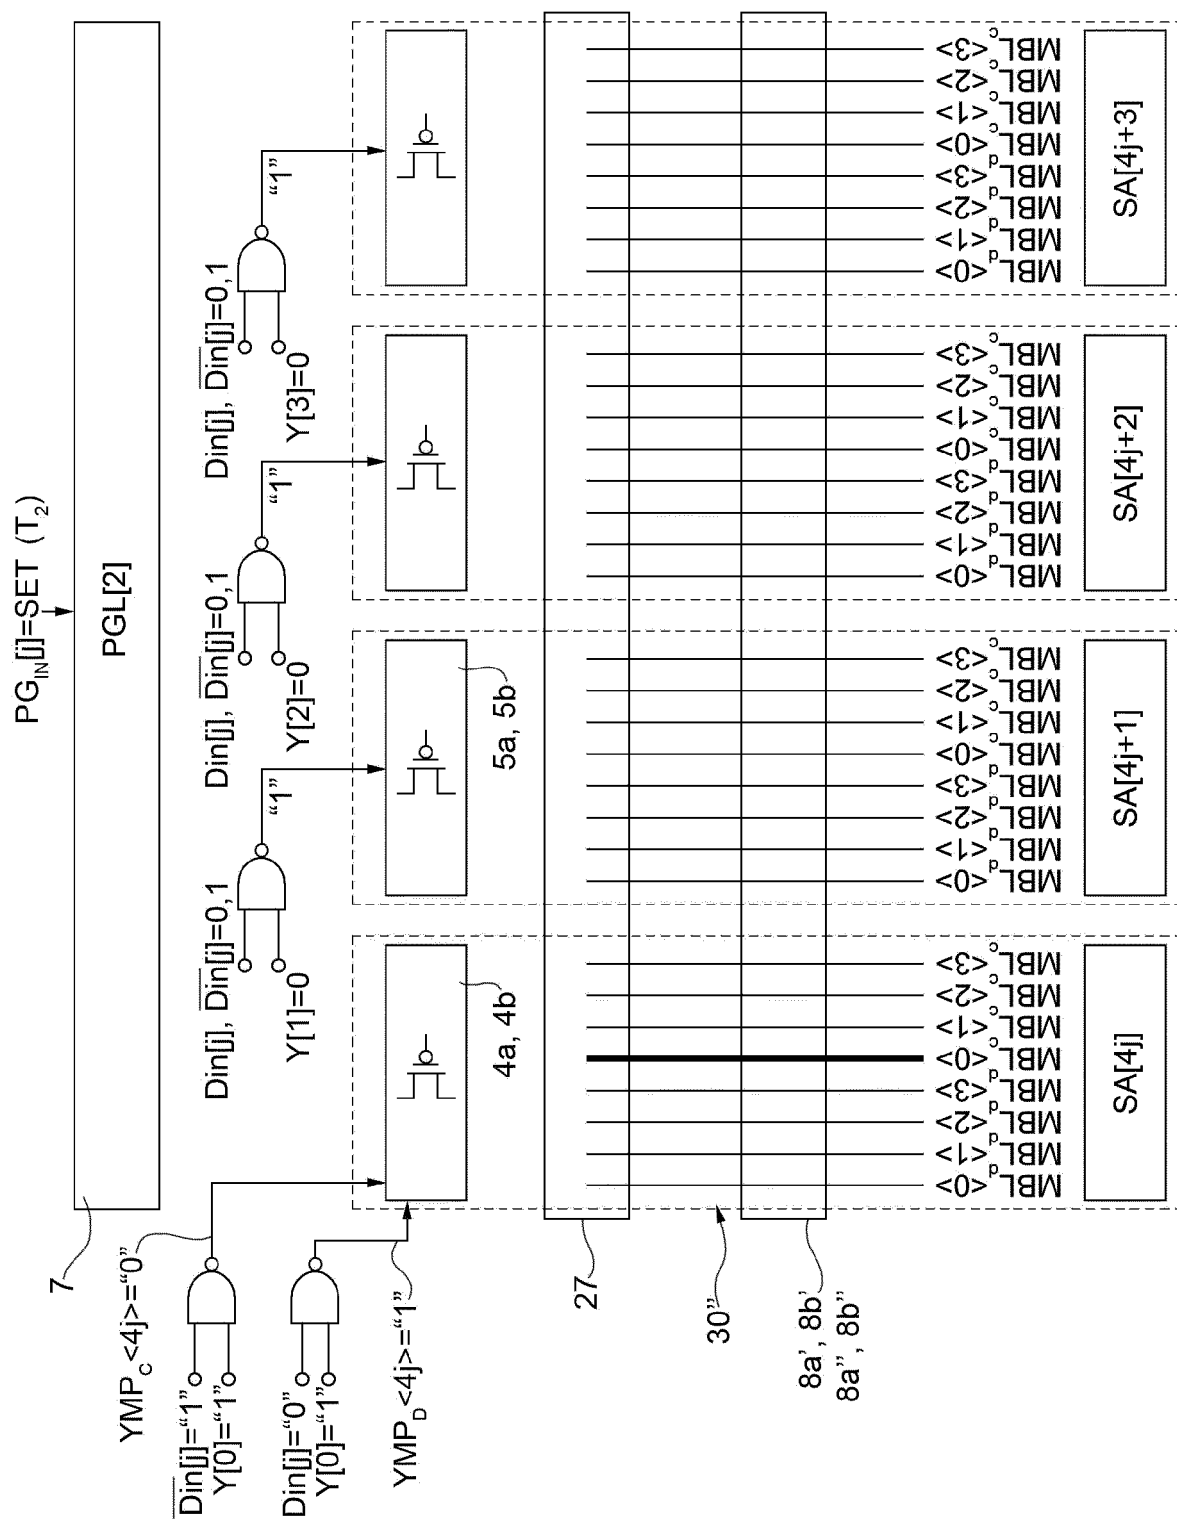 PG_IN[j]=SET (T_2)
7
PGL[2]
YMP_C<4j>="0"
D̅i̅n̅[j]="1"
Y[0]="1"
Din[j]="0"
Y[0]="1"
YMP_D<4j>="1"
Din[j], D̅i̅n̅[j]=0,1
Y[1]=0
"1"
Din[j], D̅i̅n̅[j]=0,1
Y[2]=0
"1"
Din[j], D̅i̅n̅[j]=0,1
Y[3]=0
"1"
4a, 4b
5a, 5b
27
30"
8a', 8b'
8a", 8b"
MBL_d<0>
MBL_d<1>
MBL_d<2>
MBL_d<3>
MBL_c<0>
MBL_c<1>
MBL_c<2>
MBL_c<3>
MBL_d<0>
MBL_d<1>
MBL_d<2>
MBL_d<3>
MBL_c<0>
MBL_c<1>
MBL_c<2>
MBL_c<3>
MBL_d<0>
MBL_d<1>
MBL_d<2>
MBL_d<3>
MBL_c<0>
MBL_c<1>
MBL_c<2>
MBL_c<3>
MBL_d<0>
MBL_d<1>
MBL_d<2>
MBL_d<3>
MBL_c<0>
MBL_c<1>
MBL_c<2>
MBL_c<3>
SA[4j]
SA[4j+1]
SA[4j+2]
SA[4j+3]